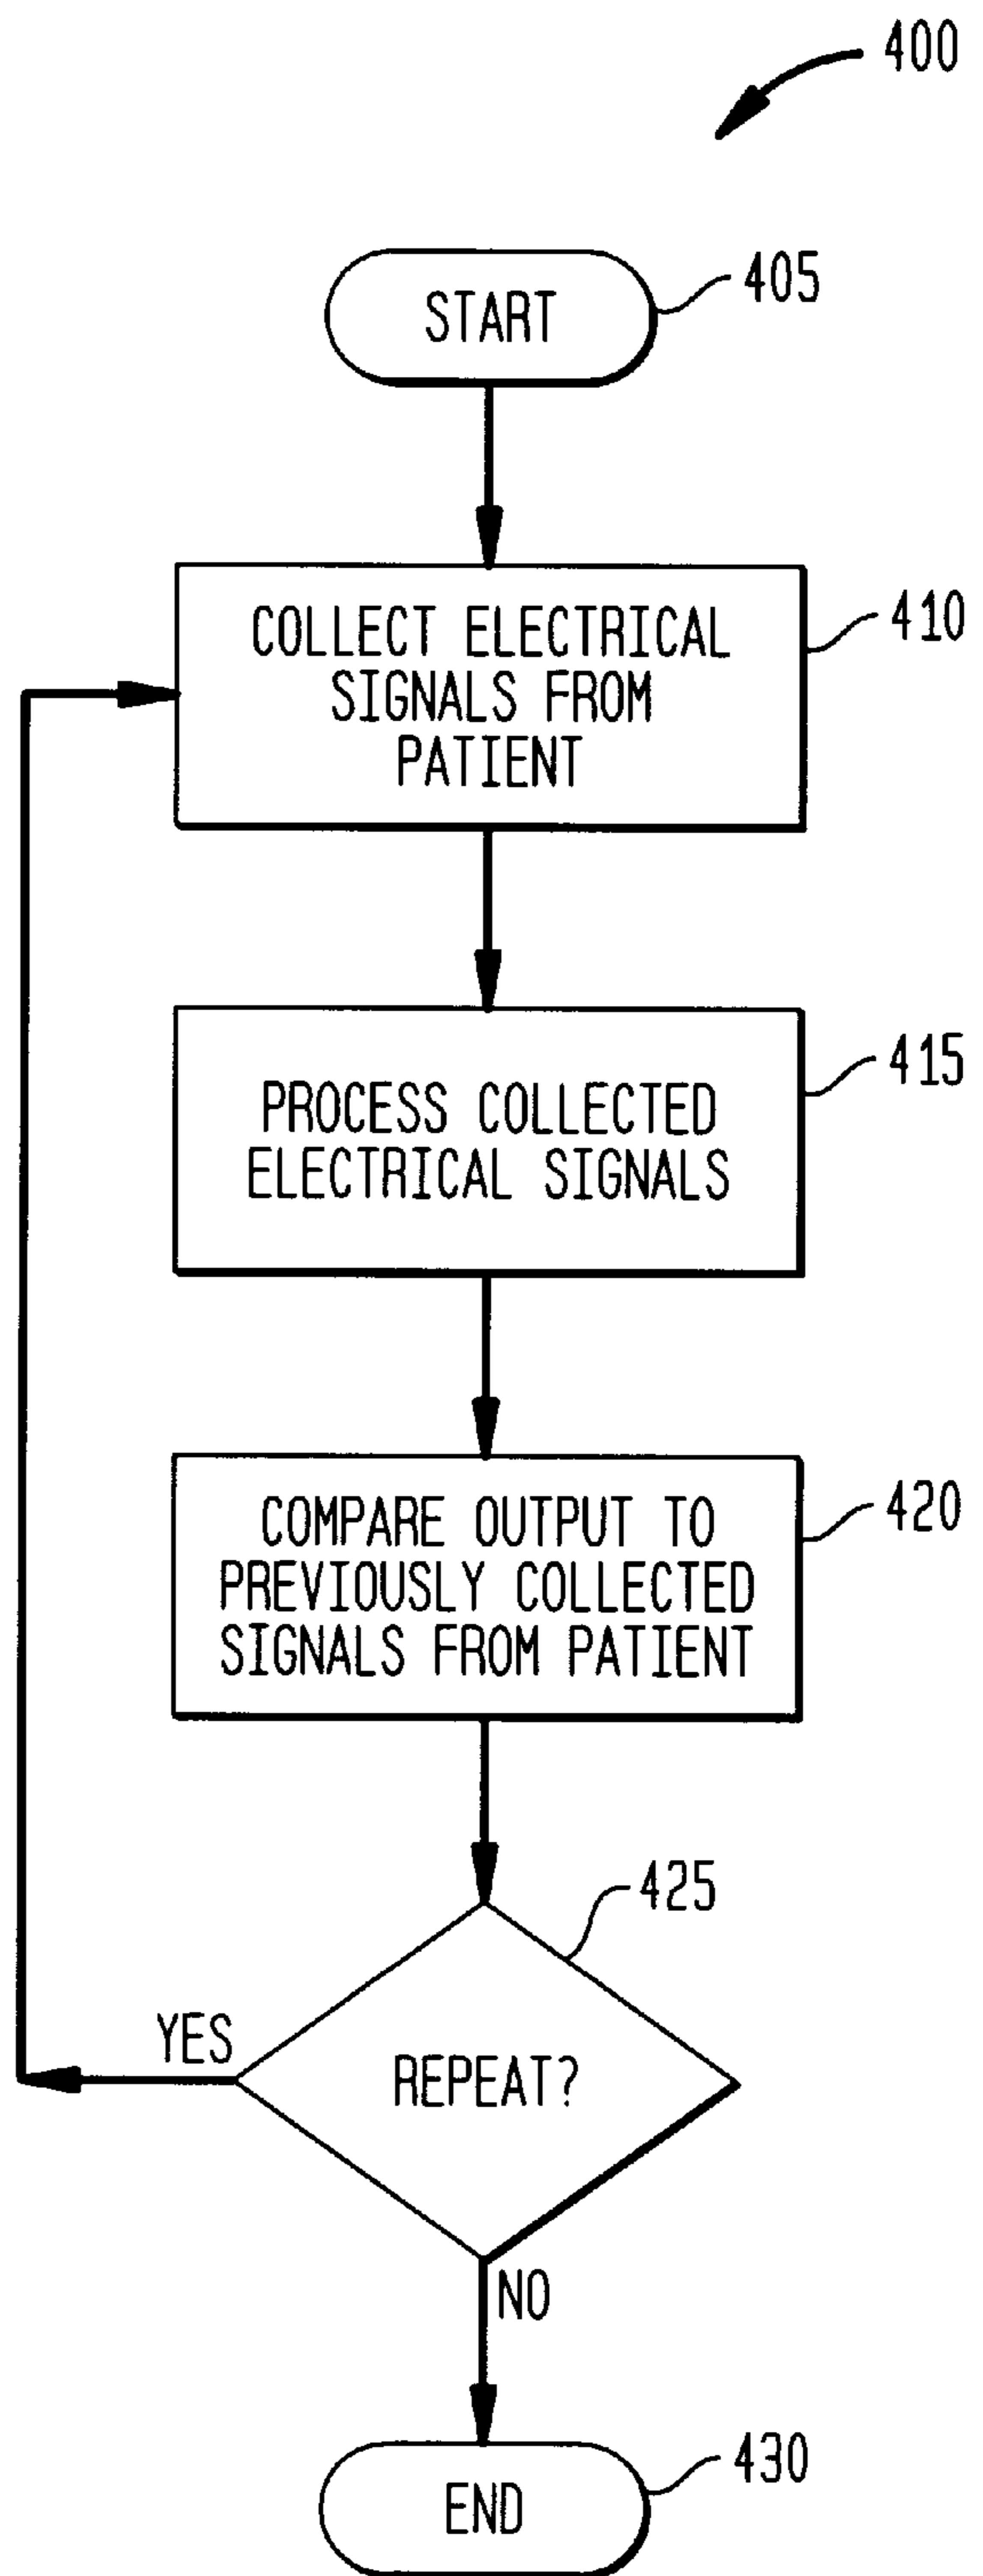 400
START
405
COLLECT ELECTRICAL
SIGNALS FROM
PATIENT
410
PROCESS COLLECTED
ELECTRICAL SIGNALS
415
COMPARE OUTPUT TO
PREVIOUSLY COLLECTED
SIGNALS FROM PATIENT
420
425
YES
REPEAT?
NO
END
430